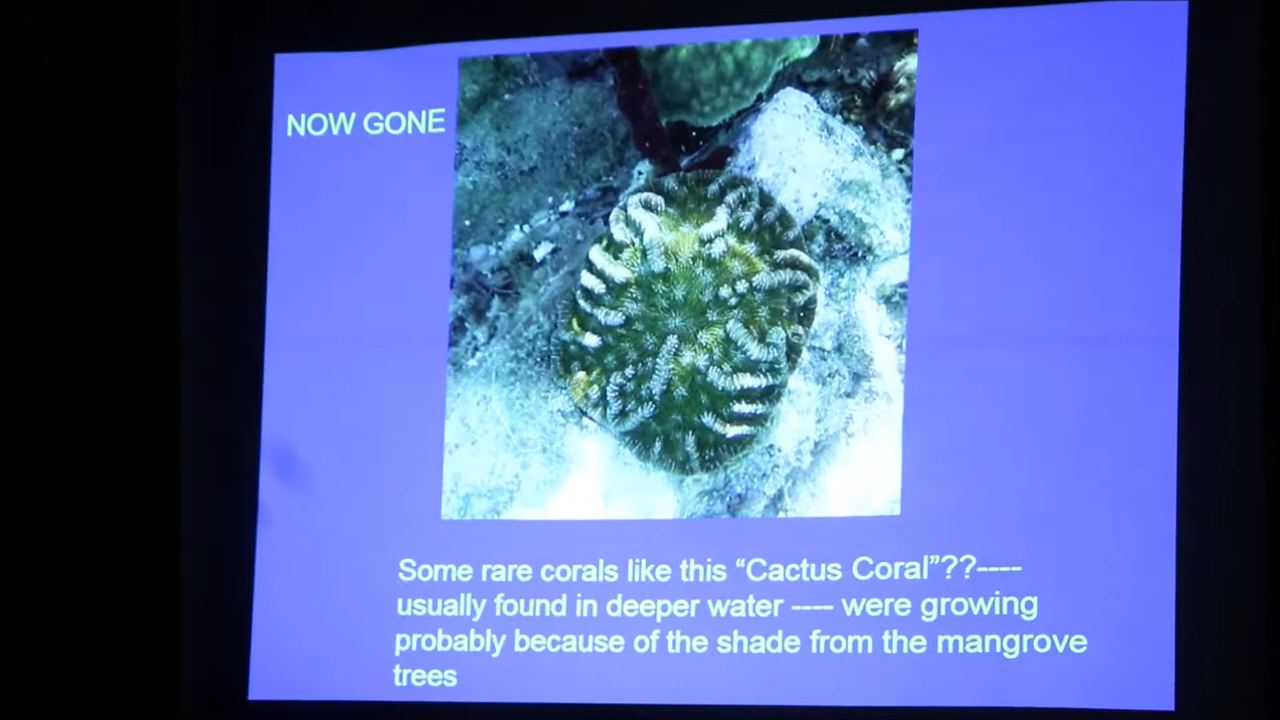 NOW GONE
Some rare corals like this “Cactus Coral”??----
usually found in deeper water ---- were growing
probably because of the shade from the mangrove
trees